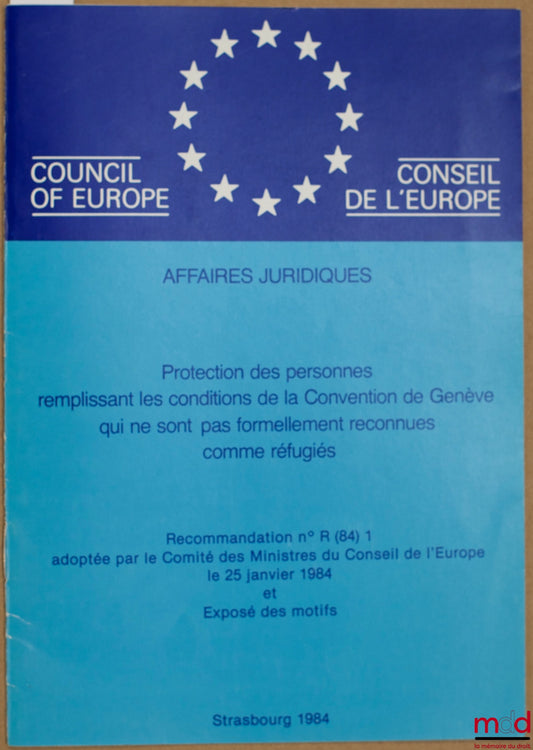 COUNCIL
OF EUROPE
CONSEIL
DE L'EUROPE
AFFAIRES JURIDIQUES
Protection des personnes
remplissant les conditions de la Convention de Genève
qui ne sont pas formellement reconnues
comme réfugiés
Recommandation n° R (84) 1
adoptée par le Comité des Ministres du Conseil de l'Europe
le 25 janvier 1984
et
Exposé des motifs
Strasbourg 1984
mdd
la mémoire du droit